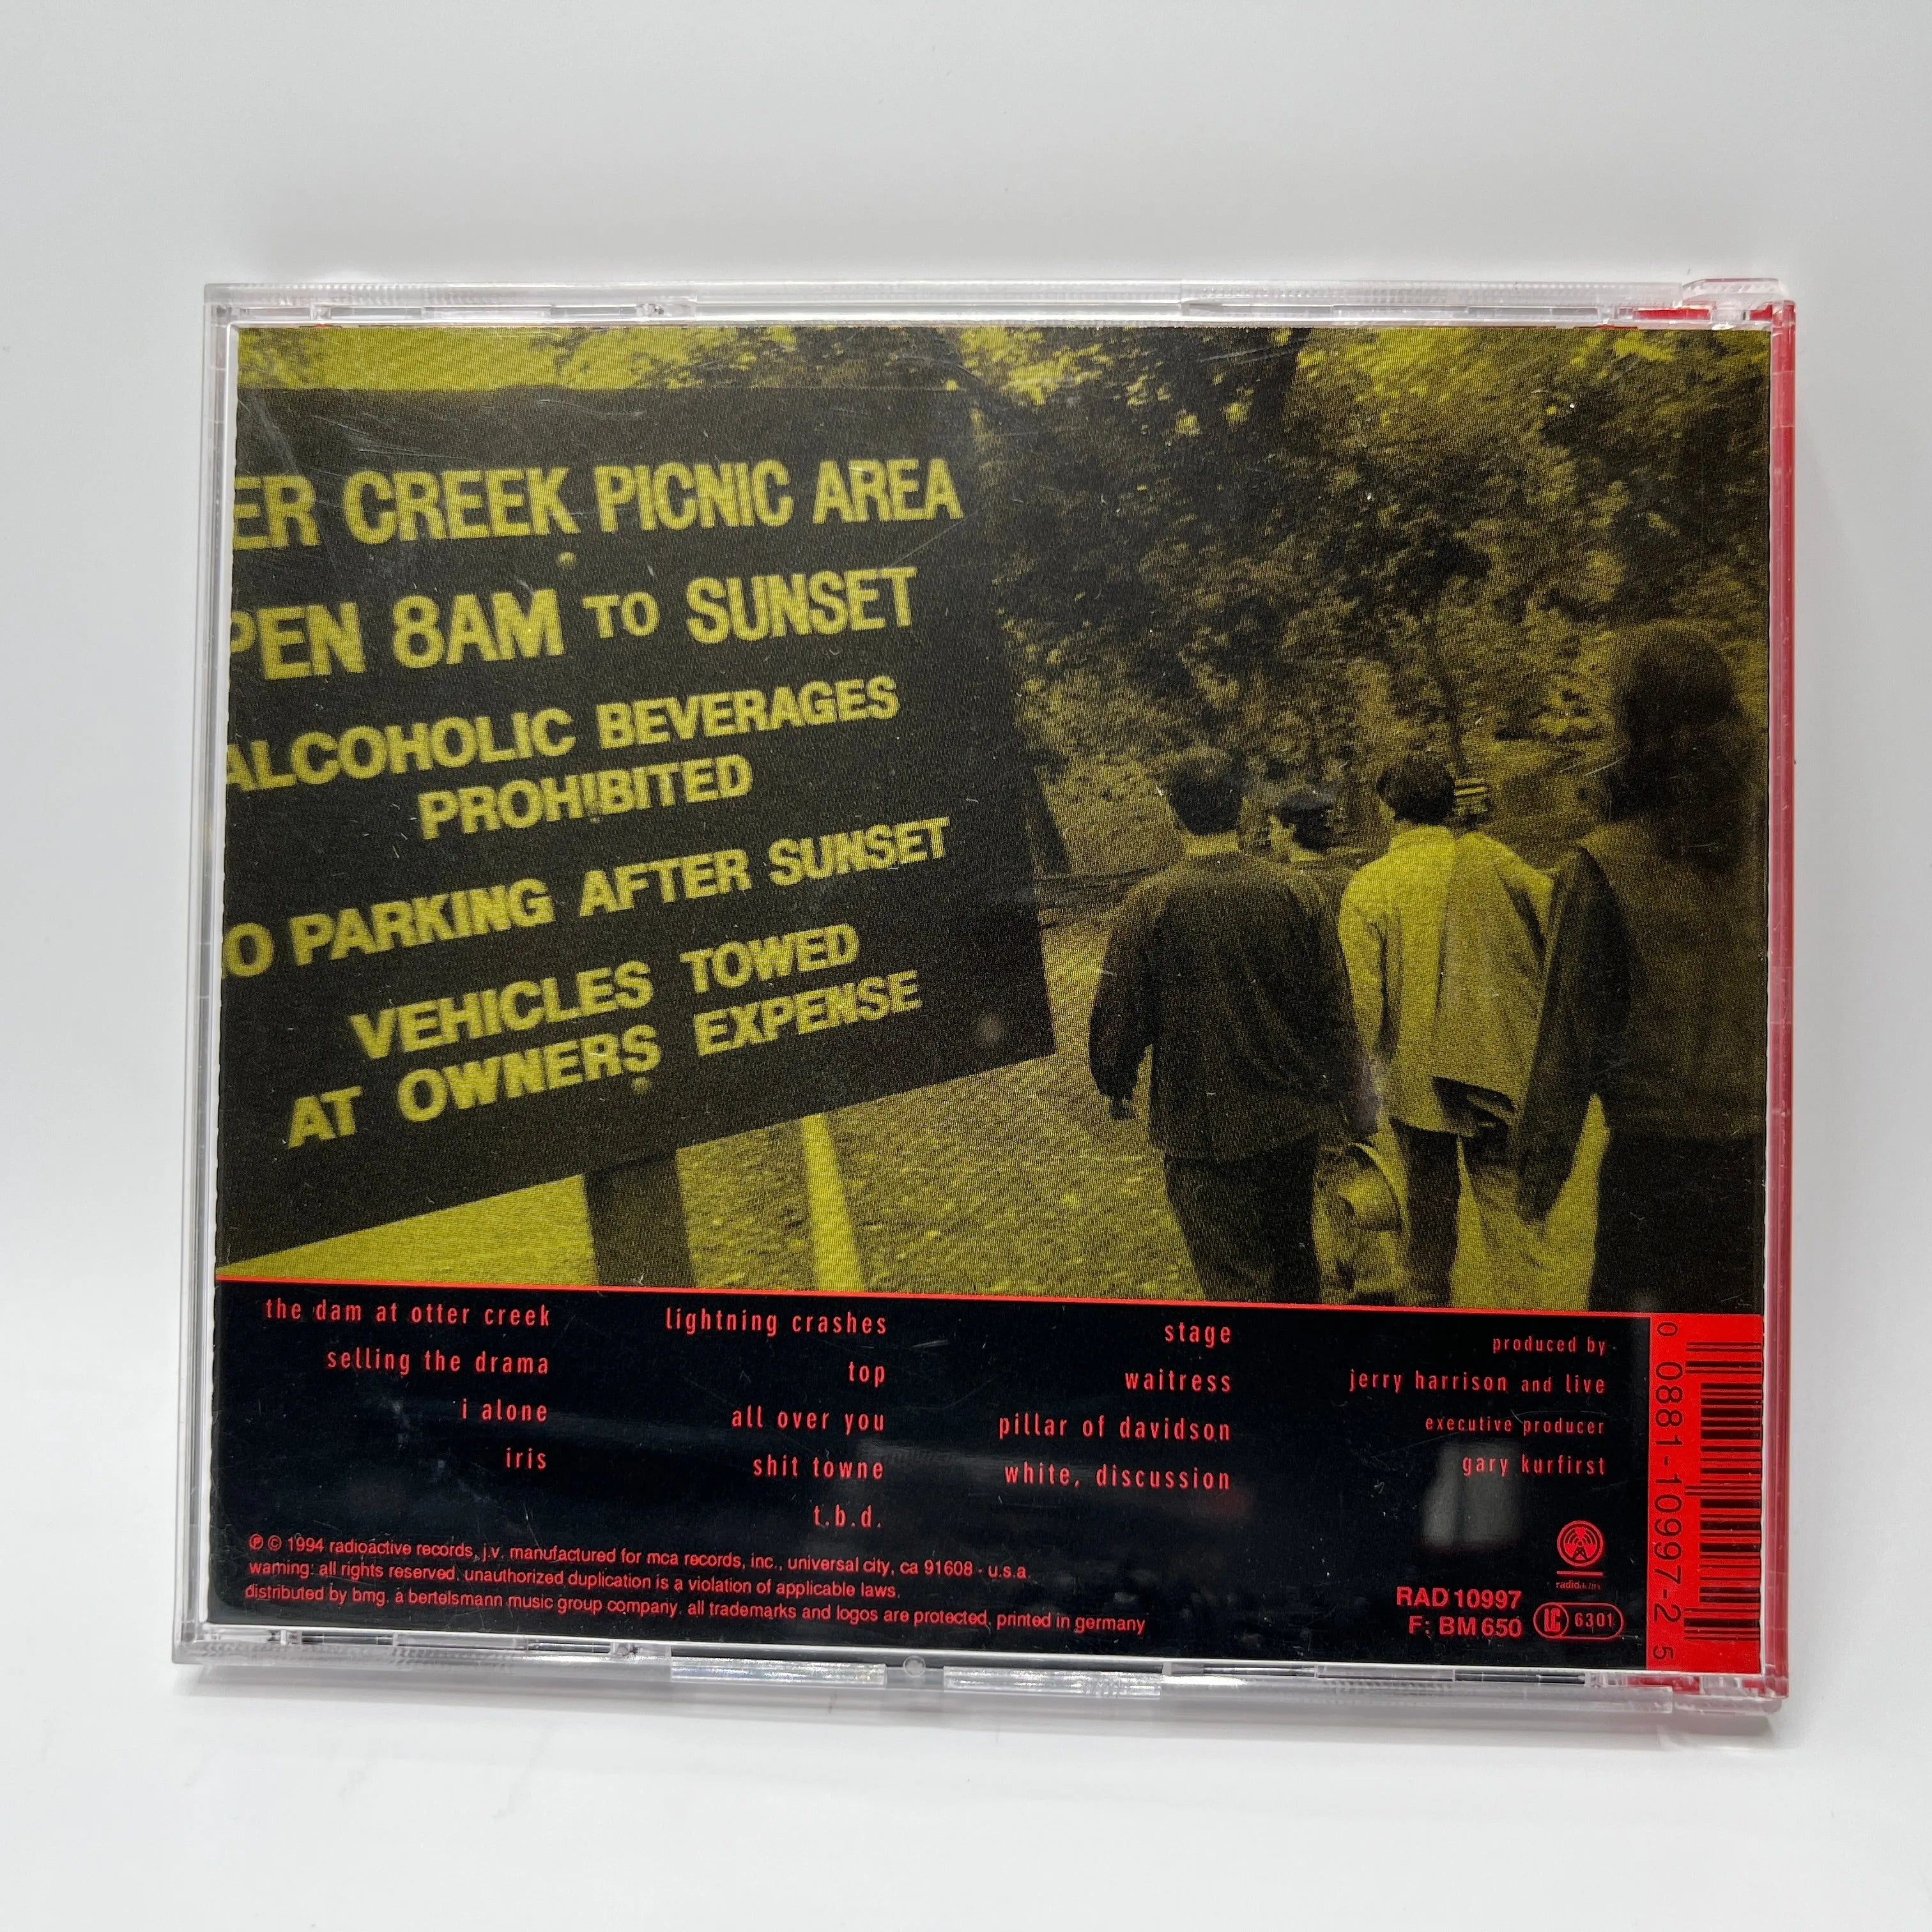 ER CREEK PICNIC AREA
PEN 8AM TO SUNSET
ALCOHOLIC BEVERAGES
PROHIBITED
O PARKING AFTER SUNSET
VEHICLES TOWED
AT OWNERS EXPENSE
the dam at otter creek
selling the drama
i alone
iris
lightning crashes
top
all over you
shit towne
t.b.d.
stage
waitress
pillar of davidson
white, discussion
produced by
jerry harrison and live
executive producer
gary kurfirst
℗ © 1994 radioactive records, j.v. manufactured for mca records, inc., universal city, ca 91608 - u.s.a.
warning: all rights reserved. unauthorized duplication is a violation of applicable laws.
distributed by bmg. a bertelsmann music group company. all trademarks and logos are protected. printed in germany
RAD 10997
F: BM 650
LC 6301
0 0881-10997-2 5